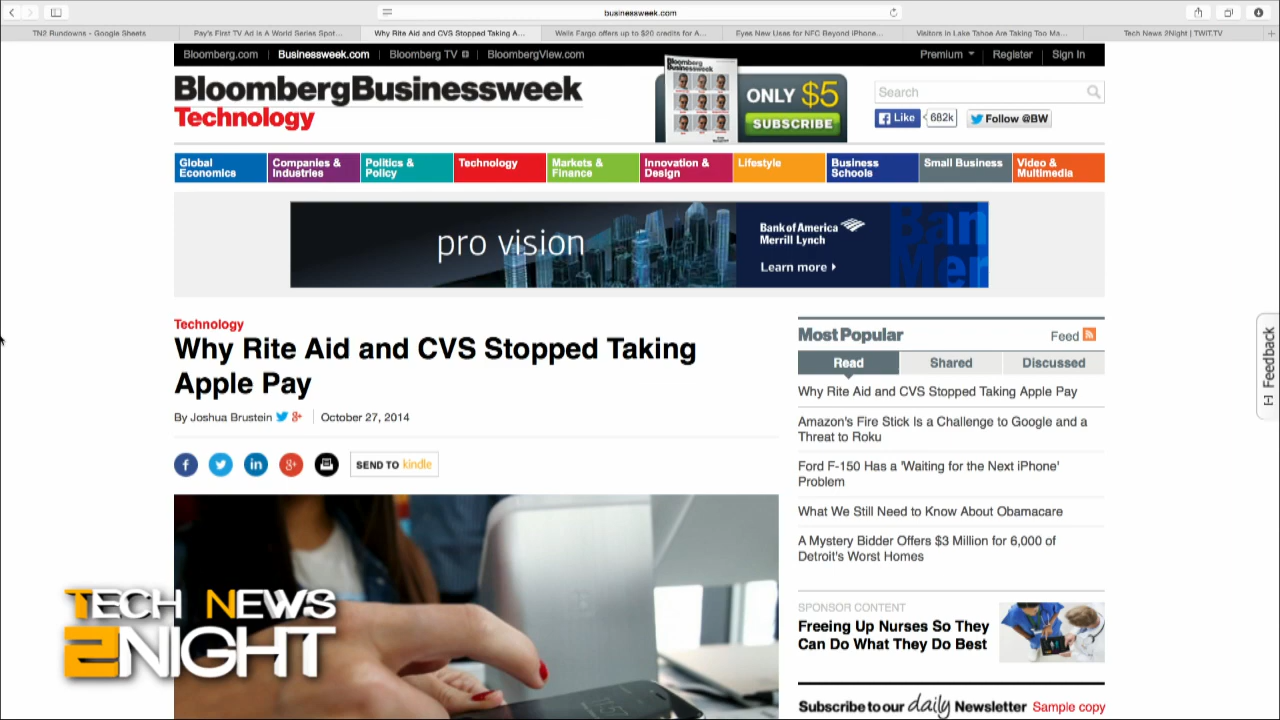 businessweek.com
TN2 Rundowns - Google Sheets
Pay's First TV Ad Is A World Series Spot...
Why Rite Aid and CVS Stopped Taking A...
Wells Fargo offers up to $20 credits for A...
Eyes New Uses for NFC Beyond iPhone...
Visitors in Lake Tahoe Are Taking Too Ma...
Tech News 2Night | TWiT.TV
Bloomberg.com
Businessweek.com
Bloomberg TV
BloombergView.com
Premium
Register
Sign In
BloombergBusinessweek
Technology
Bloomberg
Businessweek
ONLY $5
SUBSCRIBE
Search
Like
682k
Follow @BW
Global Economics
Companies & Industries
Politics & Policy
Technology
Markets & Finance
Innovation & Design
Lifestyle
Business Schools
Small Business
Video & Multimedia
pro vision
Bank of America
Merrill Lynch
Learn more
Ban
Mer
Technology
Why Rite Aid and CVS Stopped Taking
Apple Pay
By Joshua Brustein
October 27, 2014
SEND TO kindle
Most Popular
Feed
Read
Shared
Discussed
Why Rite Aid and CVS Stopped Taking Apple Pay
Amazon's Fire Stick Is a Challenge to Google and a
Threat to Roku
Ford F-150 Has a 'Waiting for the Next iPhone'
Problem
What We Still Need to Know About Obamacare
A Mystery Bidder Offers $3 Million for 6,000 of
Detroit's Worst Homes
SPONSOR CONTENT
Freeing Up Nurses So They
Can Do What They Do Best
Subscribe to our daily Newsletter Sample copy
[-] Feedback
TECH NEWS
2NIGHT